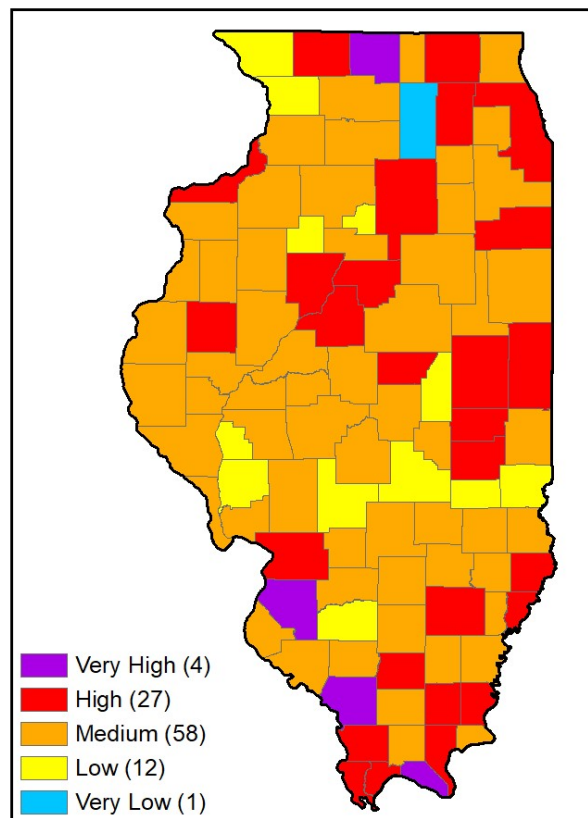 Very High (4)
High (27)
Medium (58)
Low (12)
Very Low (1)